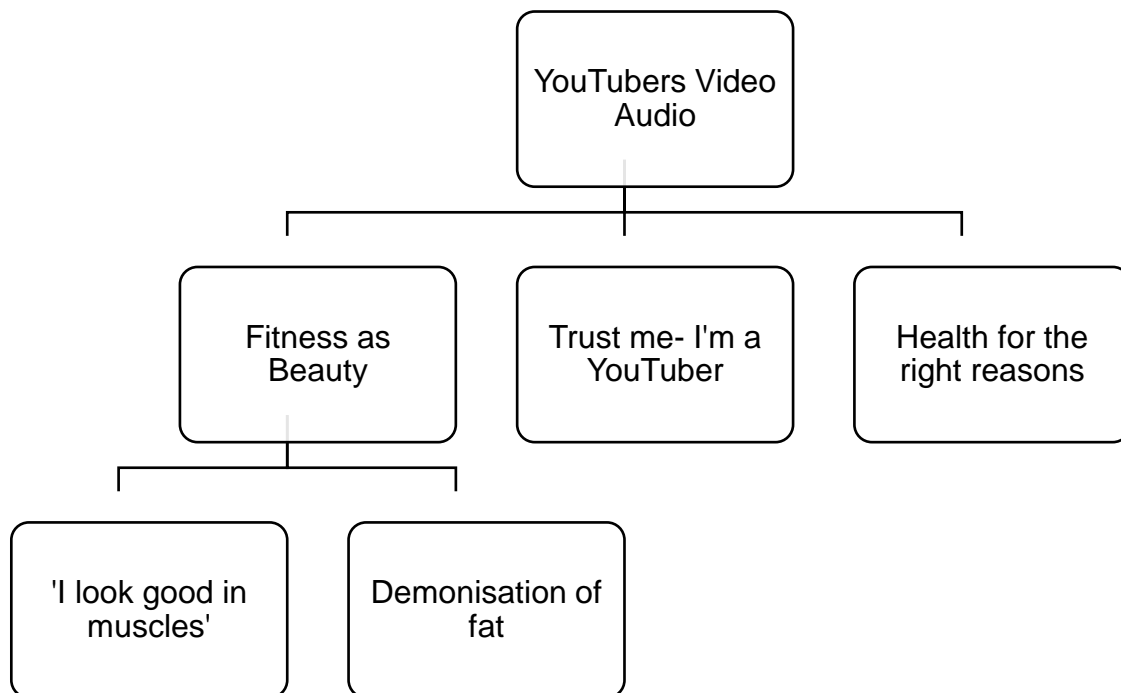 YouTubers Video
Audio
Fitness as
Beauty
Trust me- I'm a
YouTuber
Health for the
right reasons
'I look good in
muscles'
Demonisation of
fat